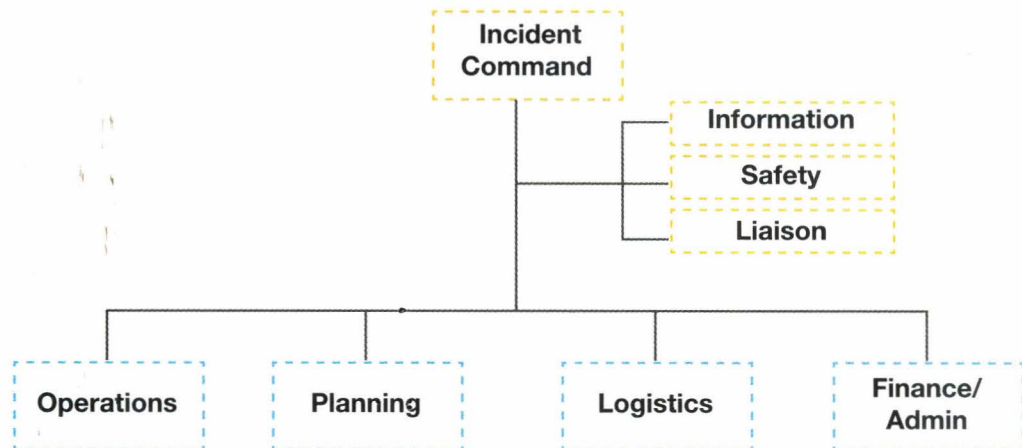 Incident
Command
Information
Safety
Liaison
Operations
Planning
Logistics
Finance/
Admin